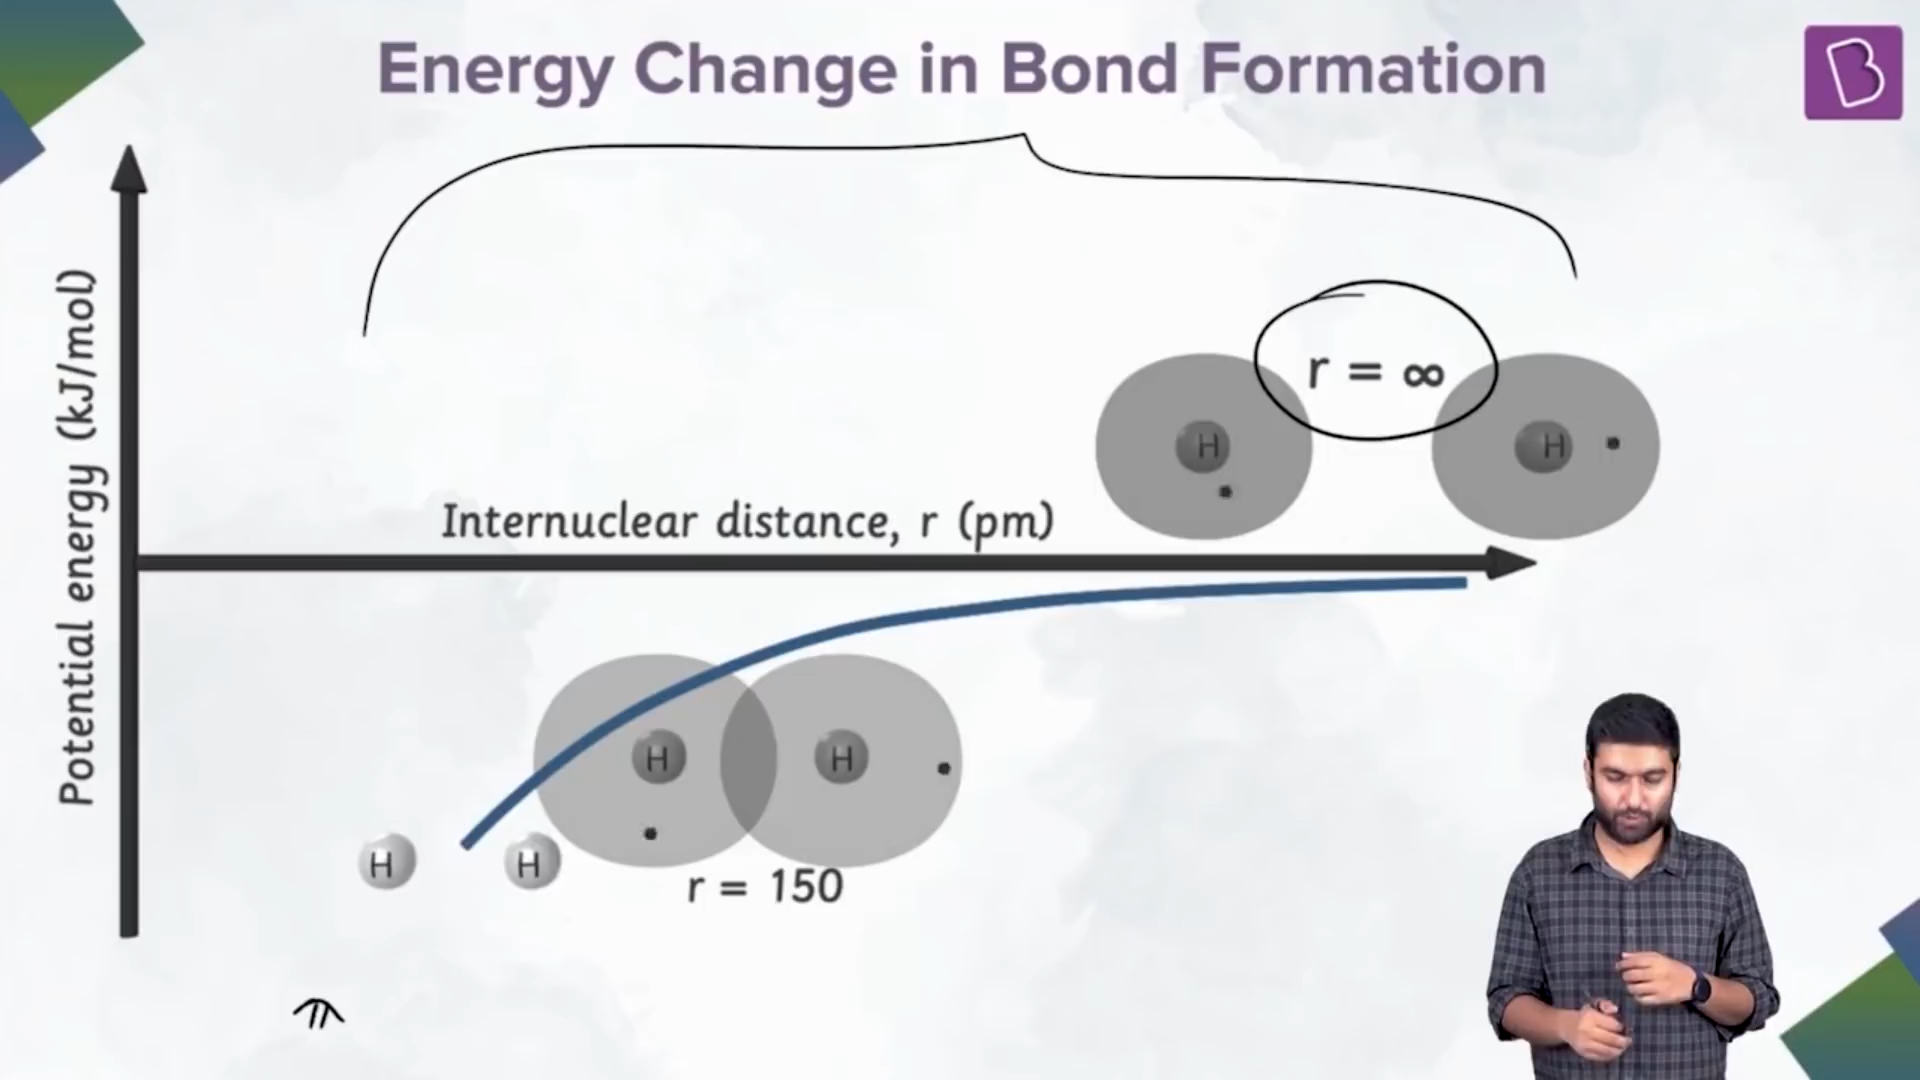 Energy Change in Bond Formation
B
Potential energy (kJ/mol)
r = ∞
H
H
Internuclear distance, r (pm)
H
H
H
H
r = 150